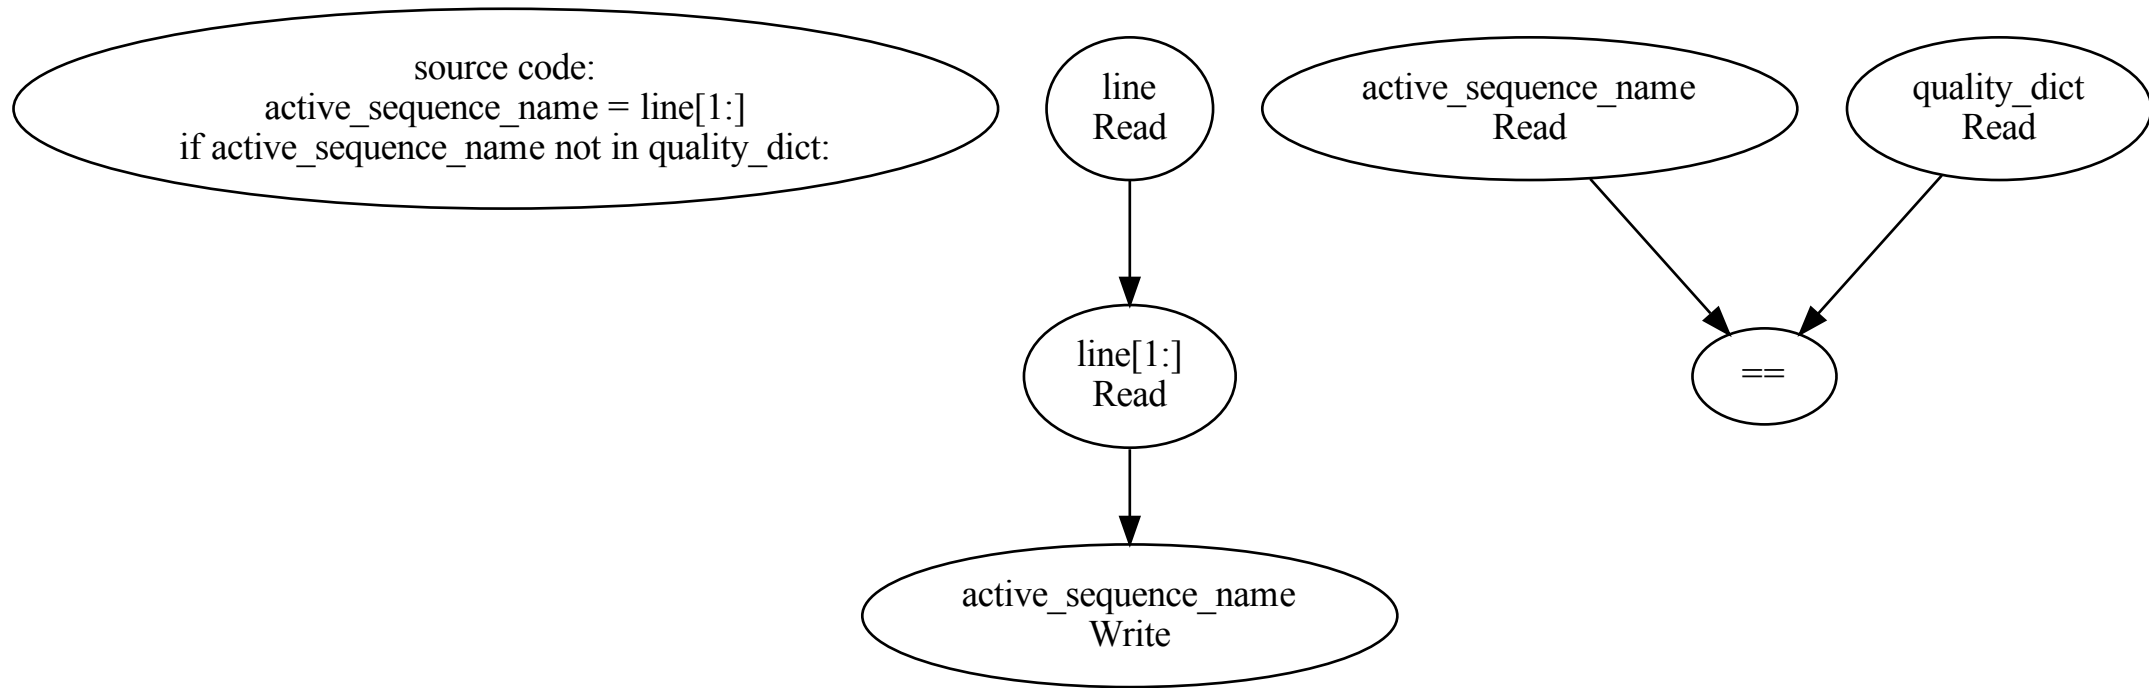 source code:
active_sequence_name = line[1:]
if active_sequence_name not in quality_dict:
line
Read
active_sequence_name
Read
quality_dict
Read
line[1:]
Read
==
active_sequence_name
Write